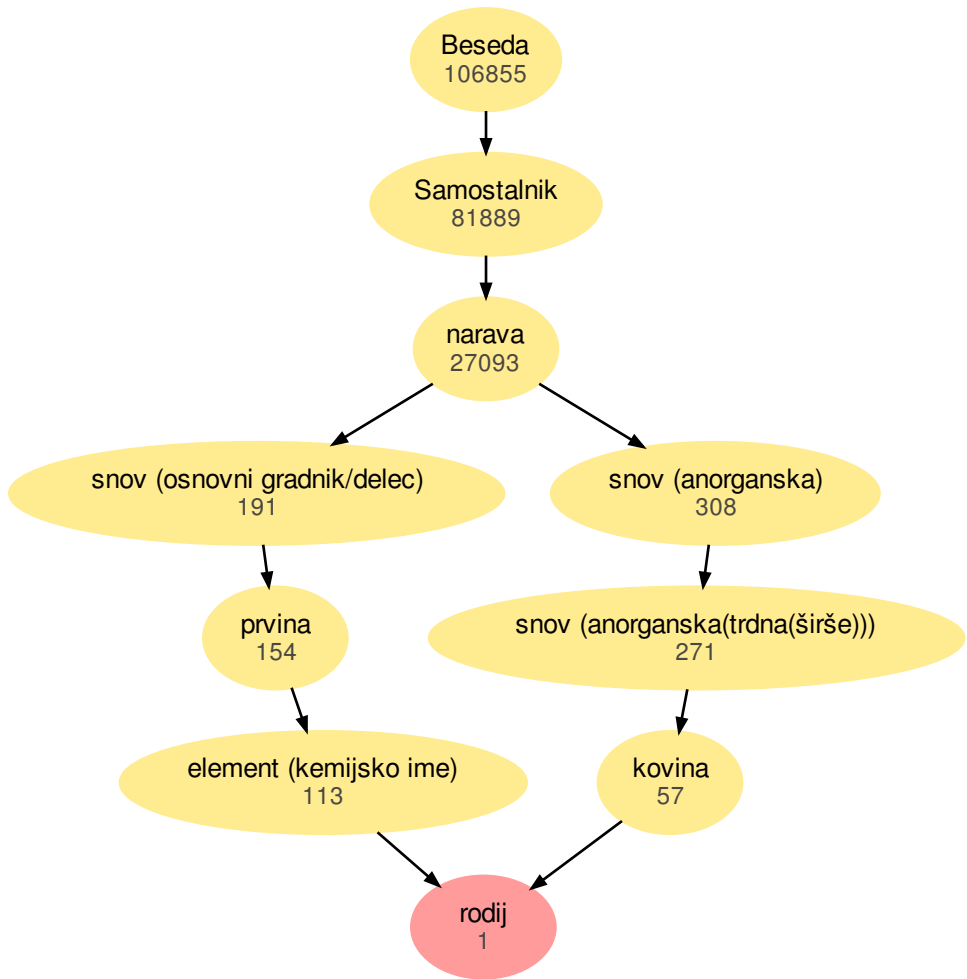 Beseda
106855
Samostalnik
81889
narava
27093
snov (osnovni gradnik/delec)
191
snov (anorganska)
308
prvina
154
snov (anorganska(trdna(širše)))
271
element (kemijsko ime)
113
kovina
57
rodij
1